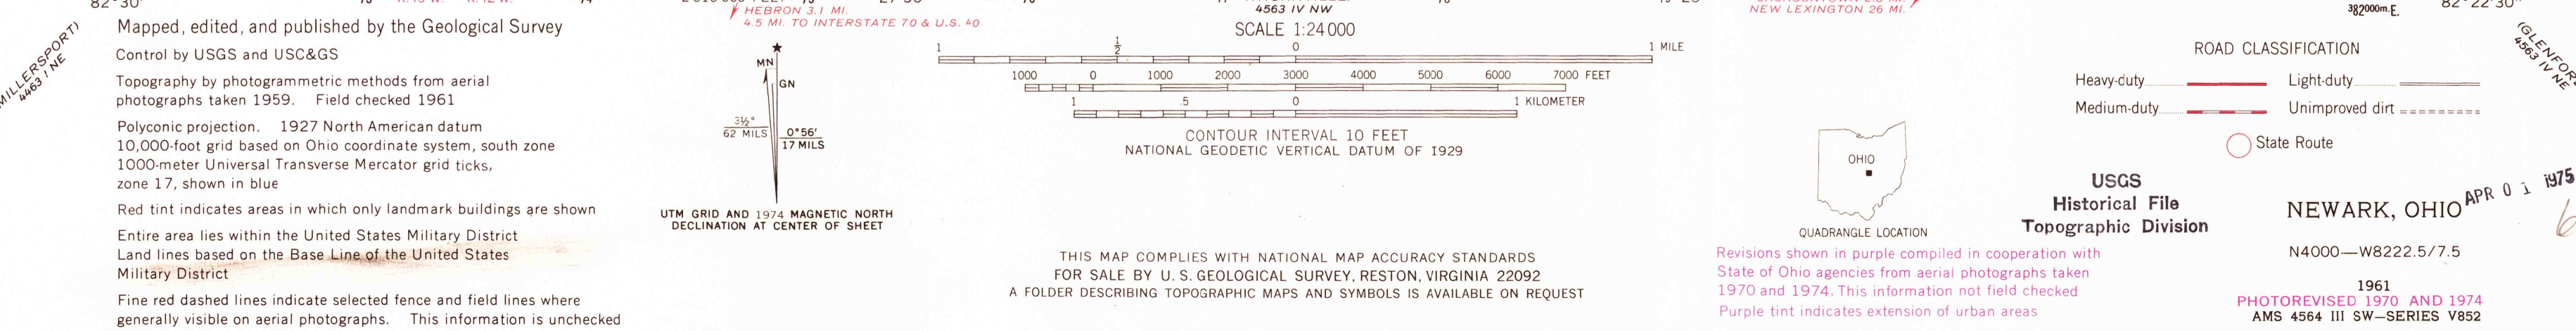 82°30'
HEBRON 3.1 MI.
4.5 MI. TO INTERSTATE 70 & U.S. 40
4563 IV NW
NEW LEXINGTON 26 MI.
382000m.E.
82°22'30"
(MILLERSPORT)
4463 I NE
Mapped, edited, and published by the Geological Survey
Control by USGS and USC&GS
Topography by photogrammetric methods from aerial
photographs taken 1959. Field checked 1961
Polyconic projection. 1927 North American datum
10,000-foot grid based on Ohio coordinate system, south zone
1000-meter Universal Transverse Mercator grid ticks,
zone 17, shown in blue
Red tint indicates areas in which only landmark buildings are shown
Entire area lies within the United States Military District
Land lines based on the Base Line of the United States
Military District
Fine red dashed lines indicate selected fence and field lines where
generally visible on aerial photographs. This information is unchecked
MN
GN
3½°
62 MILS
0°56'
17 MILS
UTM GRID AND 1974 MAGNETIC NORTH
DECLINATION AT CENTER OF SHEET
SCALE 1:24000
1 ½ 0 1 MILE
1000 0 1000 2000 3000 4000 5000 6000 7000 FEET
1 .5 0 1 KILOMETER
CONTOUR INTERVAL 10 FEET
NATIONAL GEODETIC VERTICAL DATUM OF 1929
THIS MAP COMPLIES WITH NATIONAL MAP ACCURACY STANDARDS
FOR SALE BY U.S. GEOLOGICAL SURVEY, RESTON, VIRGINIA 22092
A FOLDER DESCRIBING TOPOGRAPHIC MAPS AND SYMBOLS IS AVAILABLE ON REQUEST
OHIO
QUADRANGLE LOCATION
Revisions shown in purple compiled in cooperation with
State of Ohio agencies from aerial photographs taken
1970 and 1974. This information not field checked
Purple tint indicates extension of urban areas
ROAD CLASSIFICATION
Heavy-duty
Light-duty
Medium-duty
Unimproved dirt
State Route
(GLENFOR
4563 IV NE
USGS
Historical File
Topographic Division
APR 01 1975
NEWARK, OHIO
N4000—W8222.5/7.5
1961
PHOTOREVISED 1970 AND 1974
AMS 4564 III SW—SERIES V852